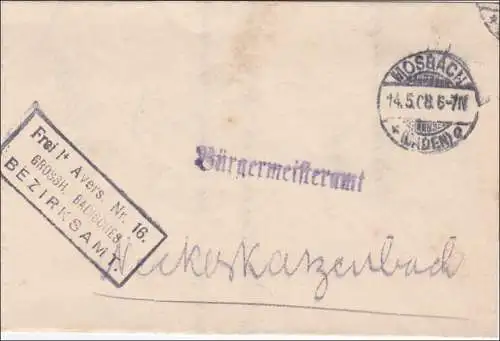 MOSBACH
14.5.08.6-7N
* (BADEN) *
Frei lt Avers. Nr. 16.
GROSSH. BADISCHES
BEZIRKSAMT.
Bürgermeisteramt
Neckarkatzenbach